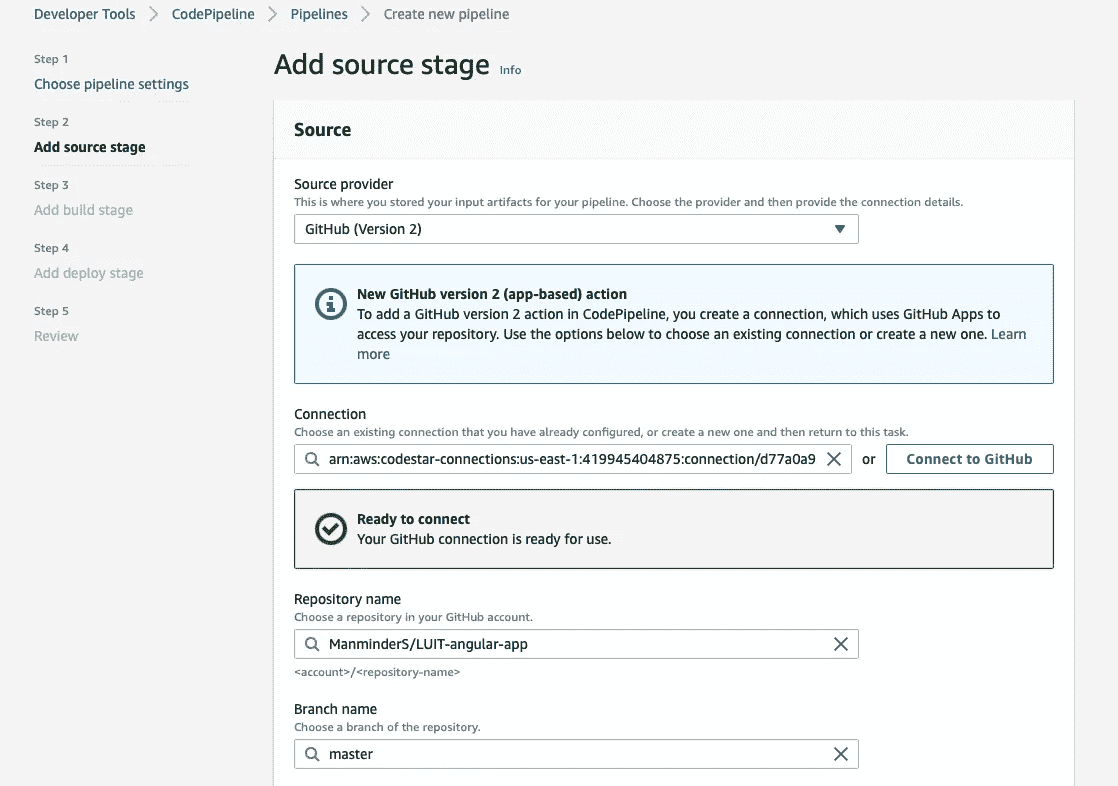 Developer Tools > CodePipeline > Pipelines > Create new pipeline
Step 1
Choose pipeline settings
Step 2
Add source stage
Step 3
Add build stage
Step 4
Add deploy stage
Step 5
Review
Add source stage Info
Source
Source provider
This is where you stored your input artifacts for your pipeline. Choose the provider and then provide the connection details.
GitHub (Version 2)
New GitHub version 2 (app-based) action
To add a GitHub version 2 action in CodePipeline, you create a connection, which uses GitHub Apps to
access your repository. Use the options below to choose an existing connection or create a new one. Learn
more
Connection
Choose an existing connection that you have already configured, or create a new one and then return to this task.
arn:aws:codestar-connections:us-east-1:419945404875:connection/d77a0a9 or Connect to GitHub
Ready to connect
Your GitHub connection is ready for use.
Repository name
Choose a repository in your GitHub account.
ManminderS/LUIT-angular-app
<account>/<repository-name>
Branch name
Choose a branch of the repository.
master